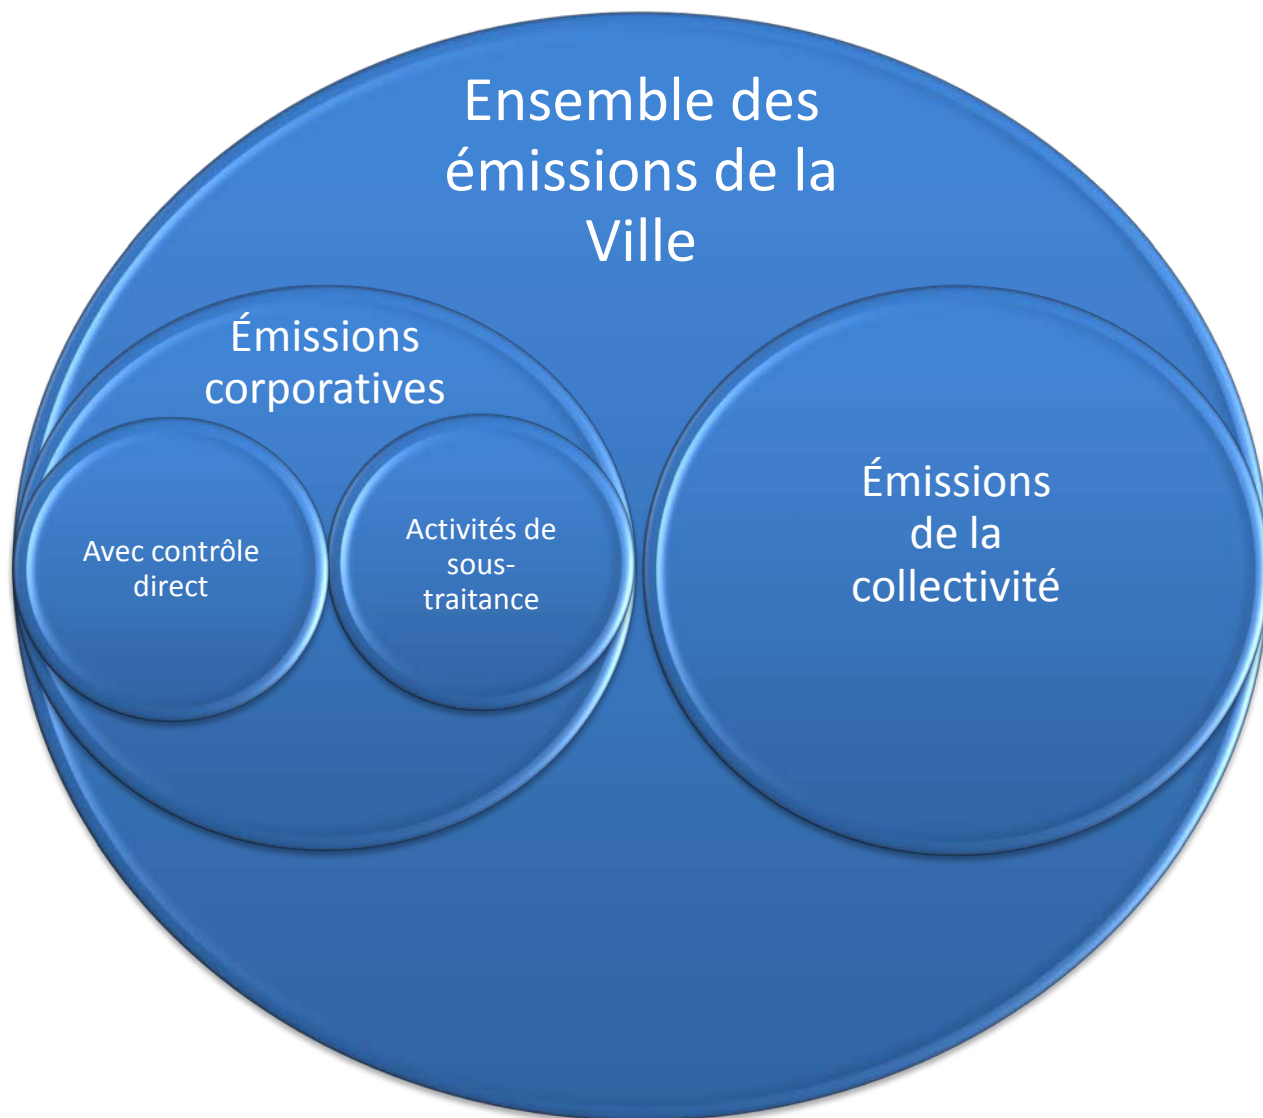 Ensemble des
émissions de la
Ville
Émissions
corporatives
Avec contrôle
direct
Activités de
sous-
traitance
Émissions
de la
collectivité